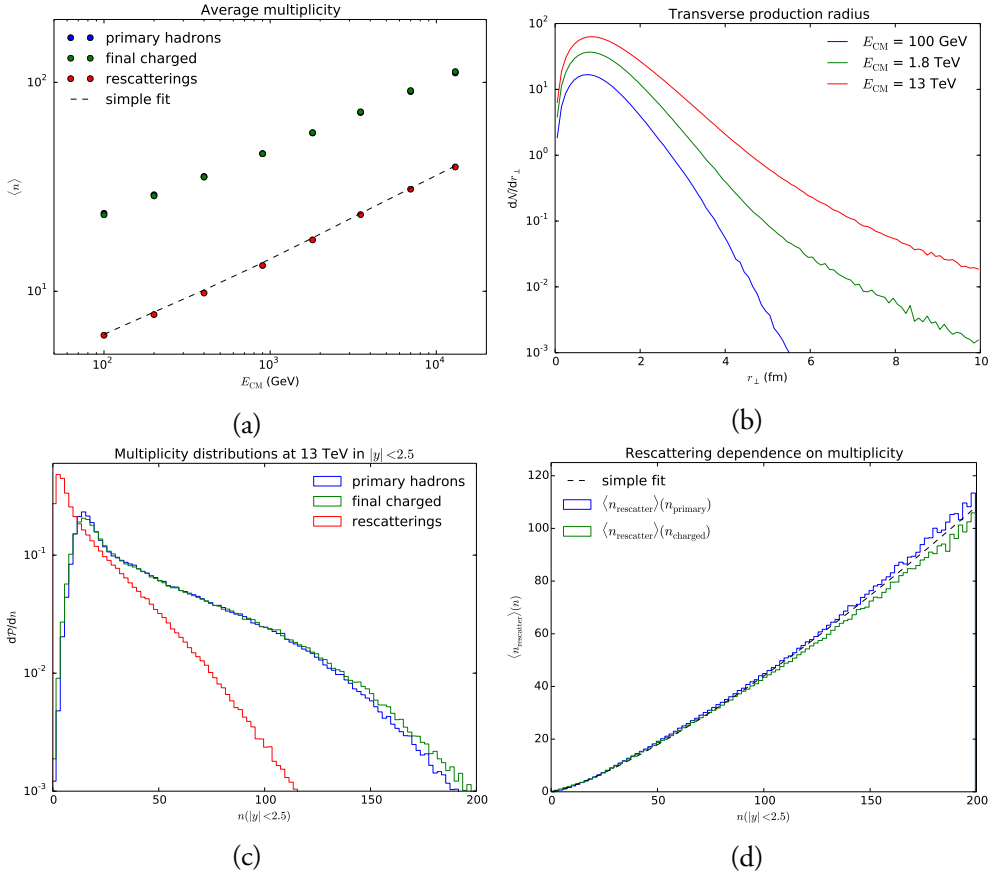 Average multiplicity
primary hadrons
final charged
rescatterings
simple fit
10²
10¹
⟨n⟩
10² 10³ 10⁴
E_CM (GeV)
(a)
Transverse production radius
E_CM = 100 GeV
E_CM = 1.8 TeV
E_CM = 13 TeV
10²
10¹
10⁰
10⁻¹
10⁻²
10⁻³
dN/dr⊥
0 2 4 6 8 10
r⊥ (fm)
(b)
Multiplicity distributions at 13 TeV in |y| <2.5
primary hadrons
final charged
rescatterings
10⁻¹
10⁻²
10⁻³
dP/dn
0 50 100 150 200
n(|y| <2.5)
(c)
Rescattering dependence on multiplicity
simple fit
⟨n_rescatter⟩(n_primary)
⟨n_rescatter⟩(n_charged)
120
100
80
60
40
20
0
⟨n_rescatter⟩(n)
0 50 100 150 200
n(|y| <2.5)
(d)